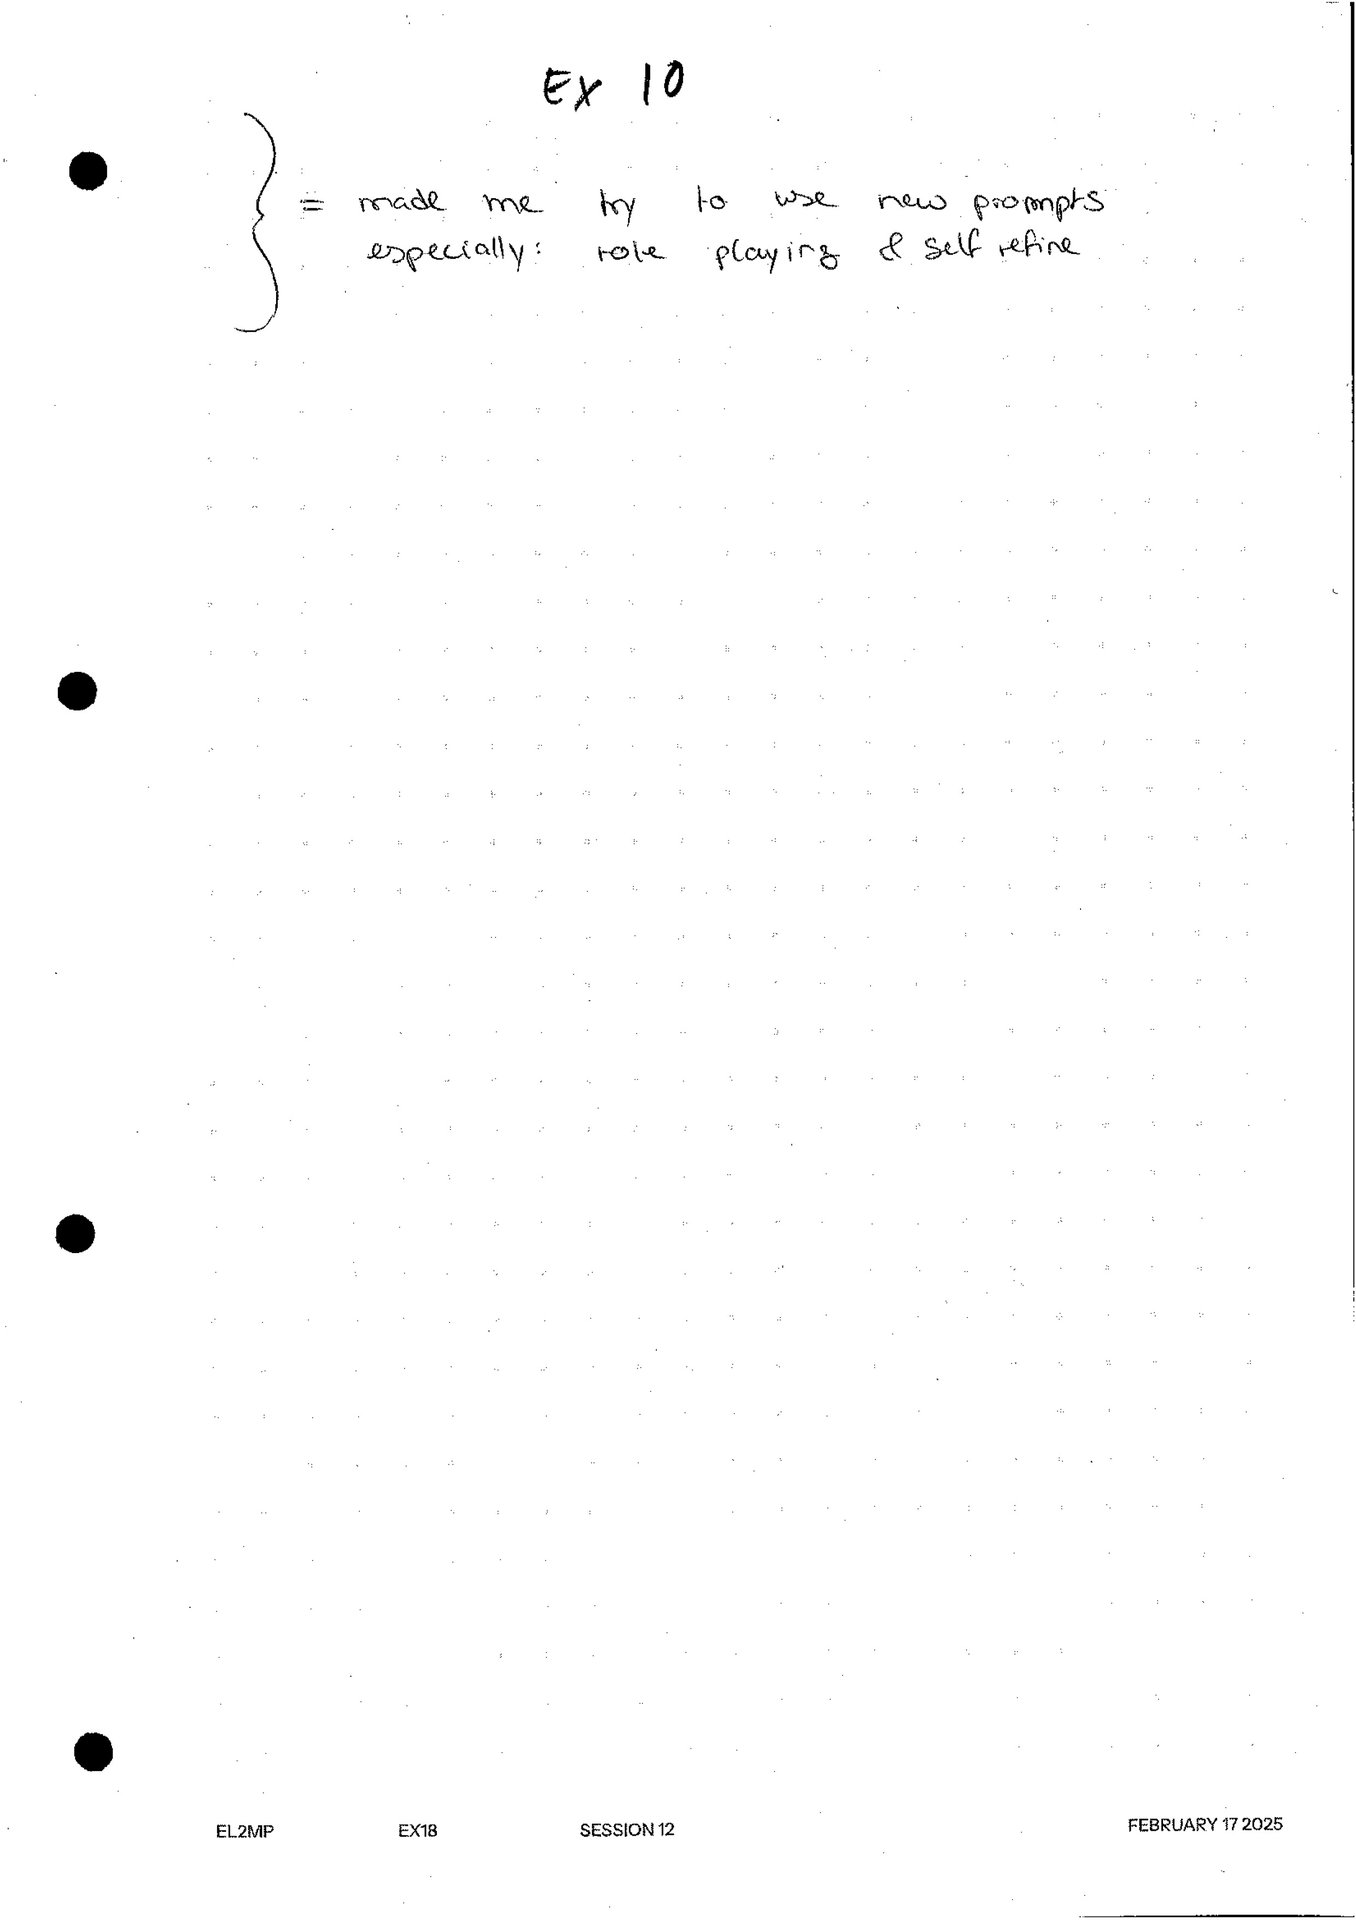 Ex 10
= made me try to use new prompts
especially: role playing & self refine
EL2MP EX18 SESSION 12 FEBRUARY 17 2025